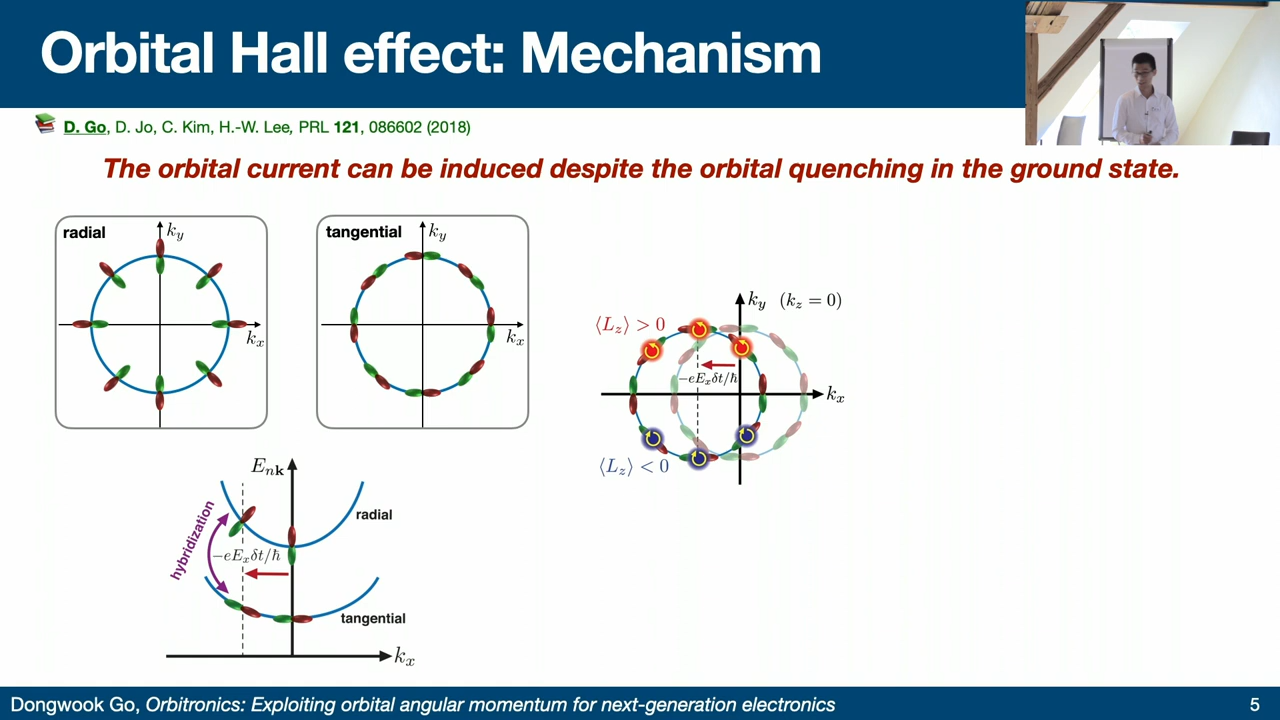 Orbital Hall effect: Mechanism
D. Go, D. Jo, C. Kim, H.-W. Lee, PRL 121, 086602 (2018)
The orbital current can be induced despite the orbital quenching in the ground state.
radial
k_y
k_x
tangential
k_y
k_x
k_y (k_z = 0)
⟨L_z⟩ > 0
−eE_xδt/ħ
k_x
⟨L_z⟩ < 0
E_nk
radial
hybridization
−eE_xδt/ħ
tangential
k_x
Dongwook Go, Orbitronics: Exploiting orbital angular momentum for next-generation electronics
5